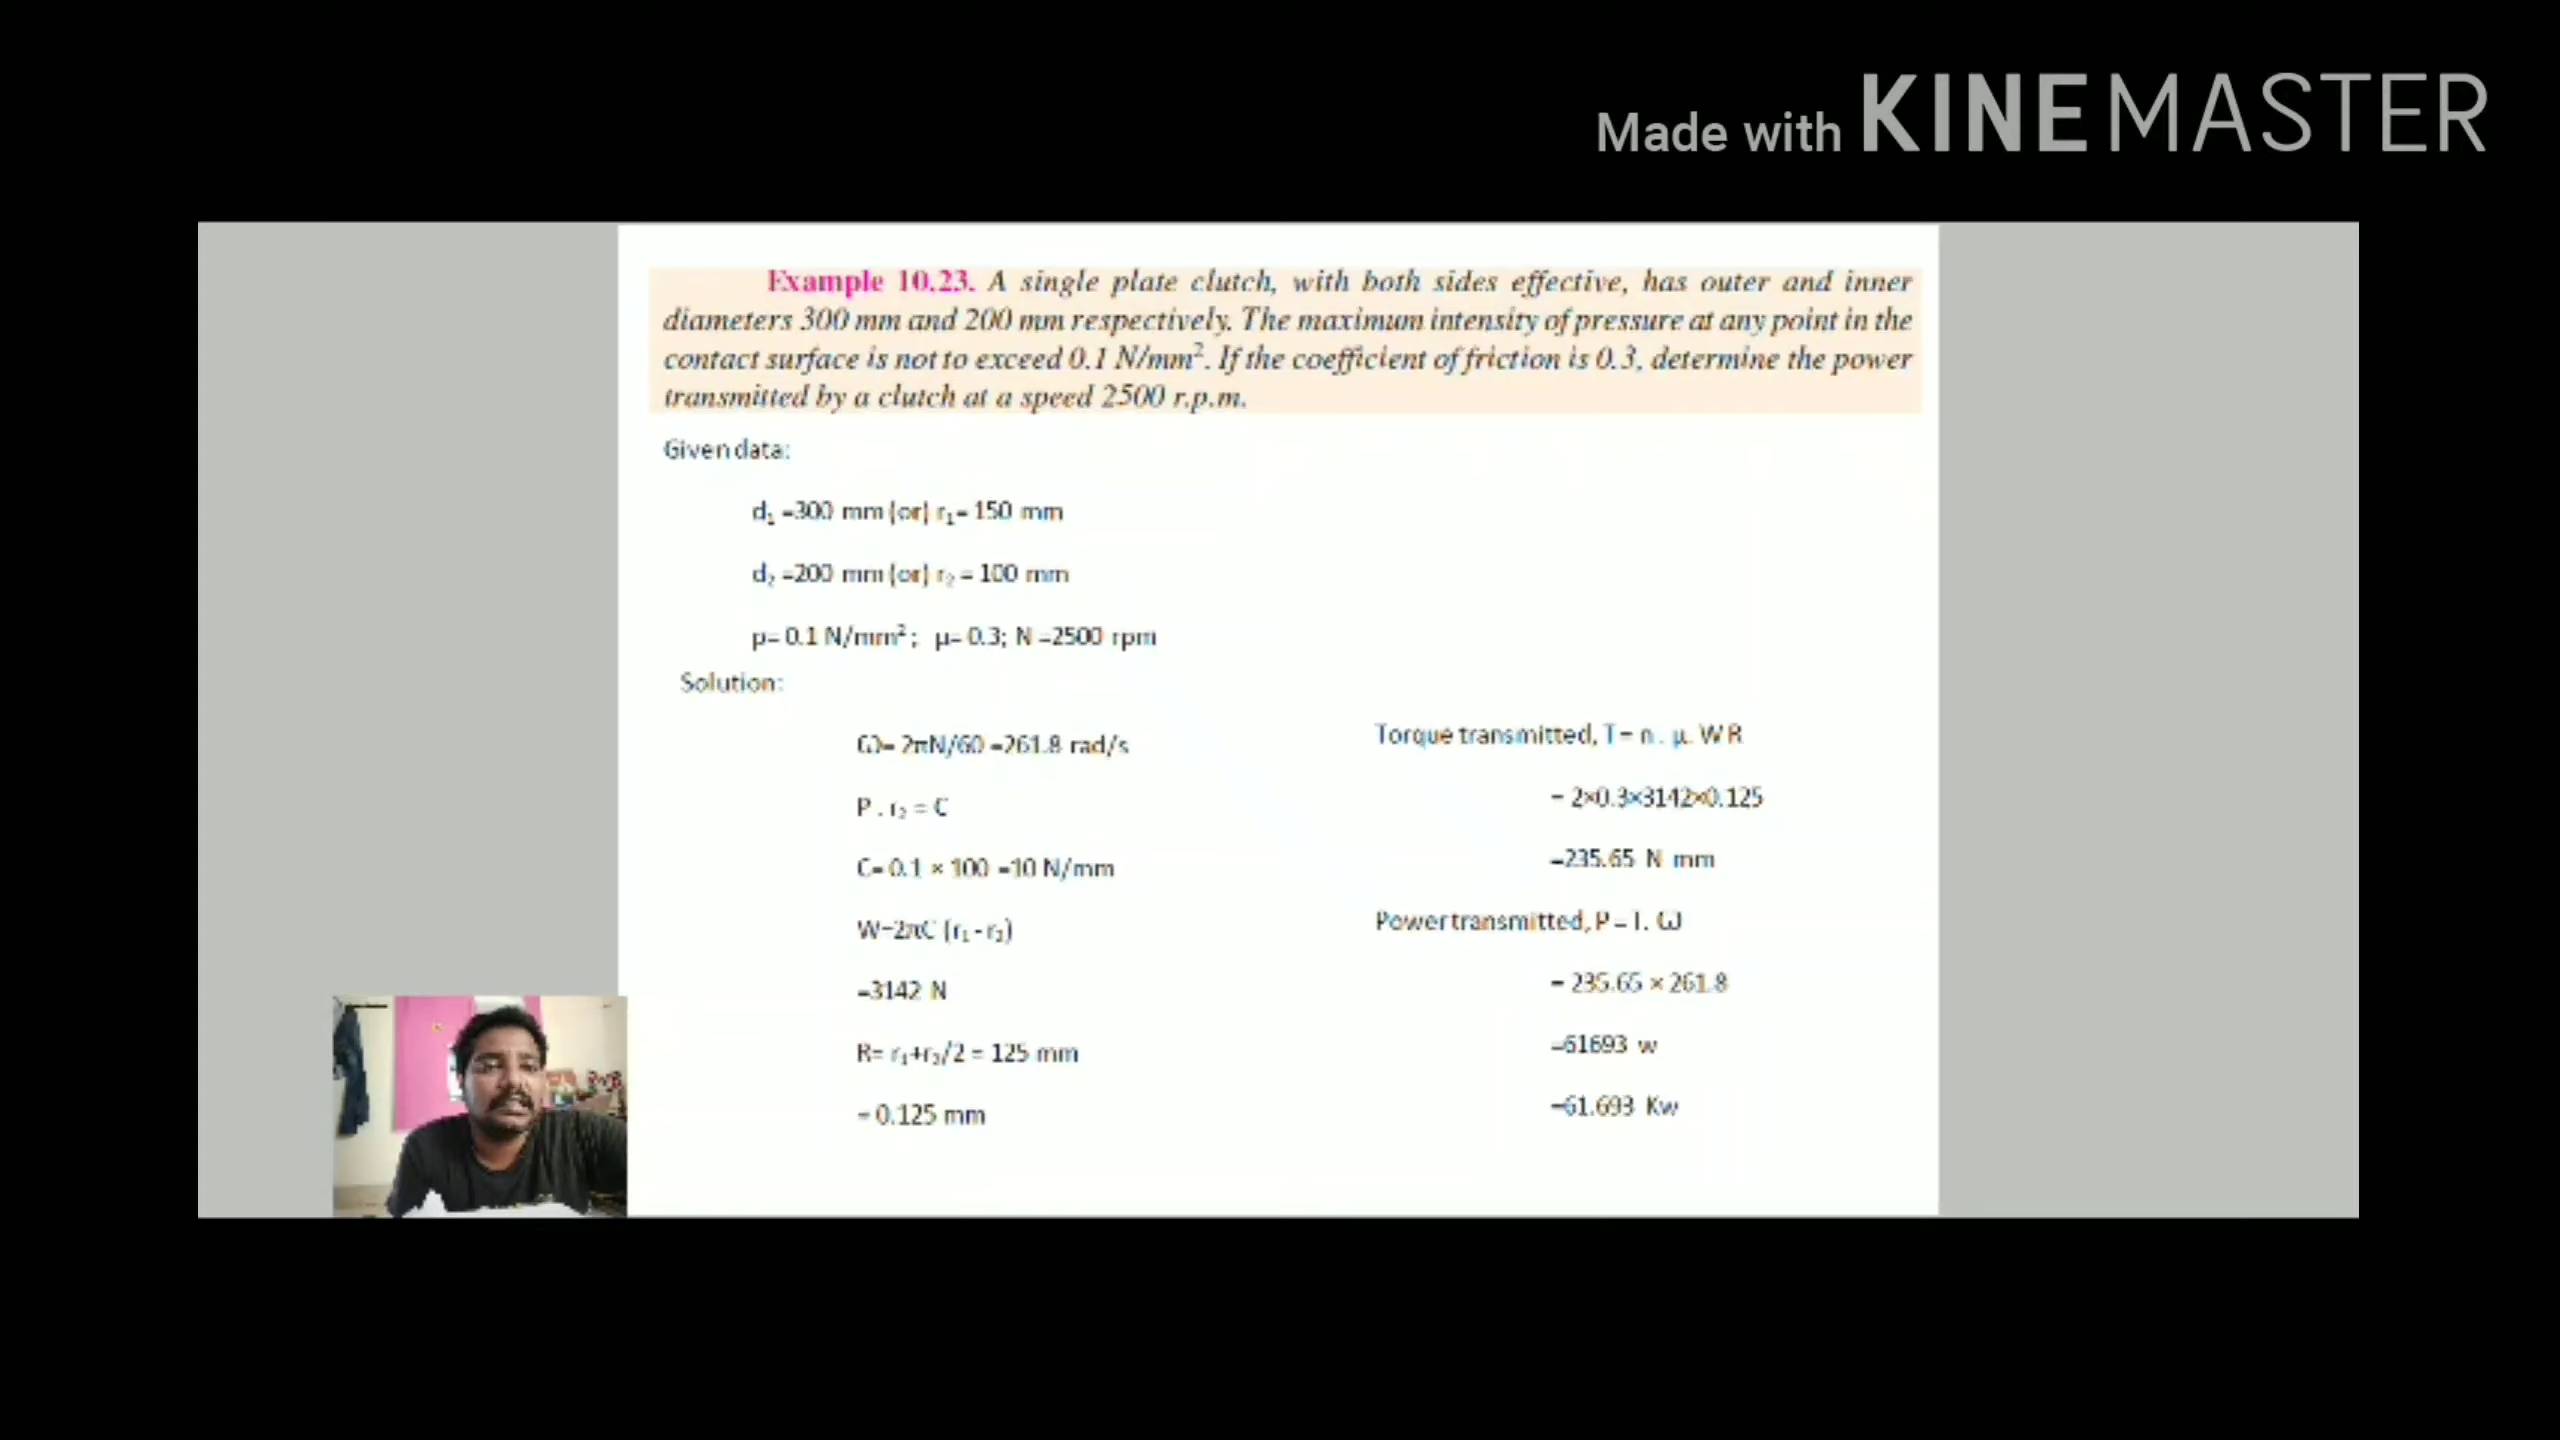 Made with KINEMASTER
Example 10.23. A single plate clutch, with both sides effective, has outer and inner
diameters 300 mm and 200 mm respectively. The maximum intensity of pressure at any point in the
contact surface is not to exceed 0.1 N/mm². If the coefficient of friction is 0.3, determine the power
transmitted by a clutch at a speed 2500 r.p.m.
Given data:
d₁ =300 mm (or) r₁= 150 mm
d₂ =200 mm (or) r₂ = 100 mm
p= 0.1 N/mm² ; μ= 0.3; N =2500 rpm
Solution:
ω= 2πN/60 =261.8 rad/s
P . r₂ = C
C= 0.1 × 100 =10 N/mm
W=2πC (r₁ - r₂)
=3142 N
R= r₁+r₂/2 = 125 mm
= 0.125 mm
Torque transmitted, T= n . μ. W R
= 2×0.3×3142×0.125
=235.65 N mm
Power transmitted, P = T. ω
= 235.65 × 261.8
=61693 w
=61.693 Kw